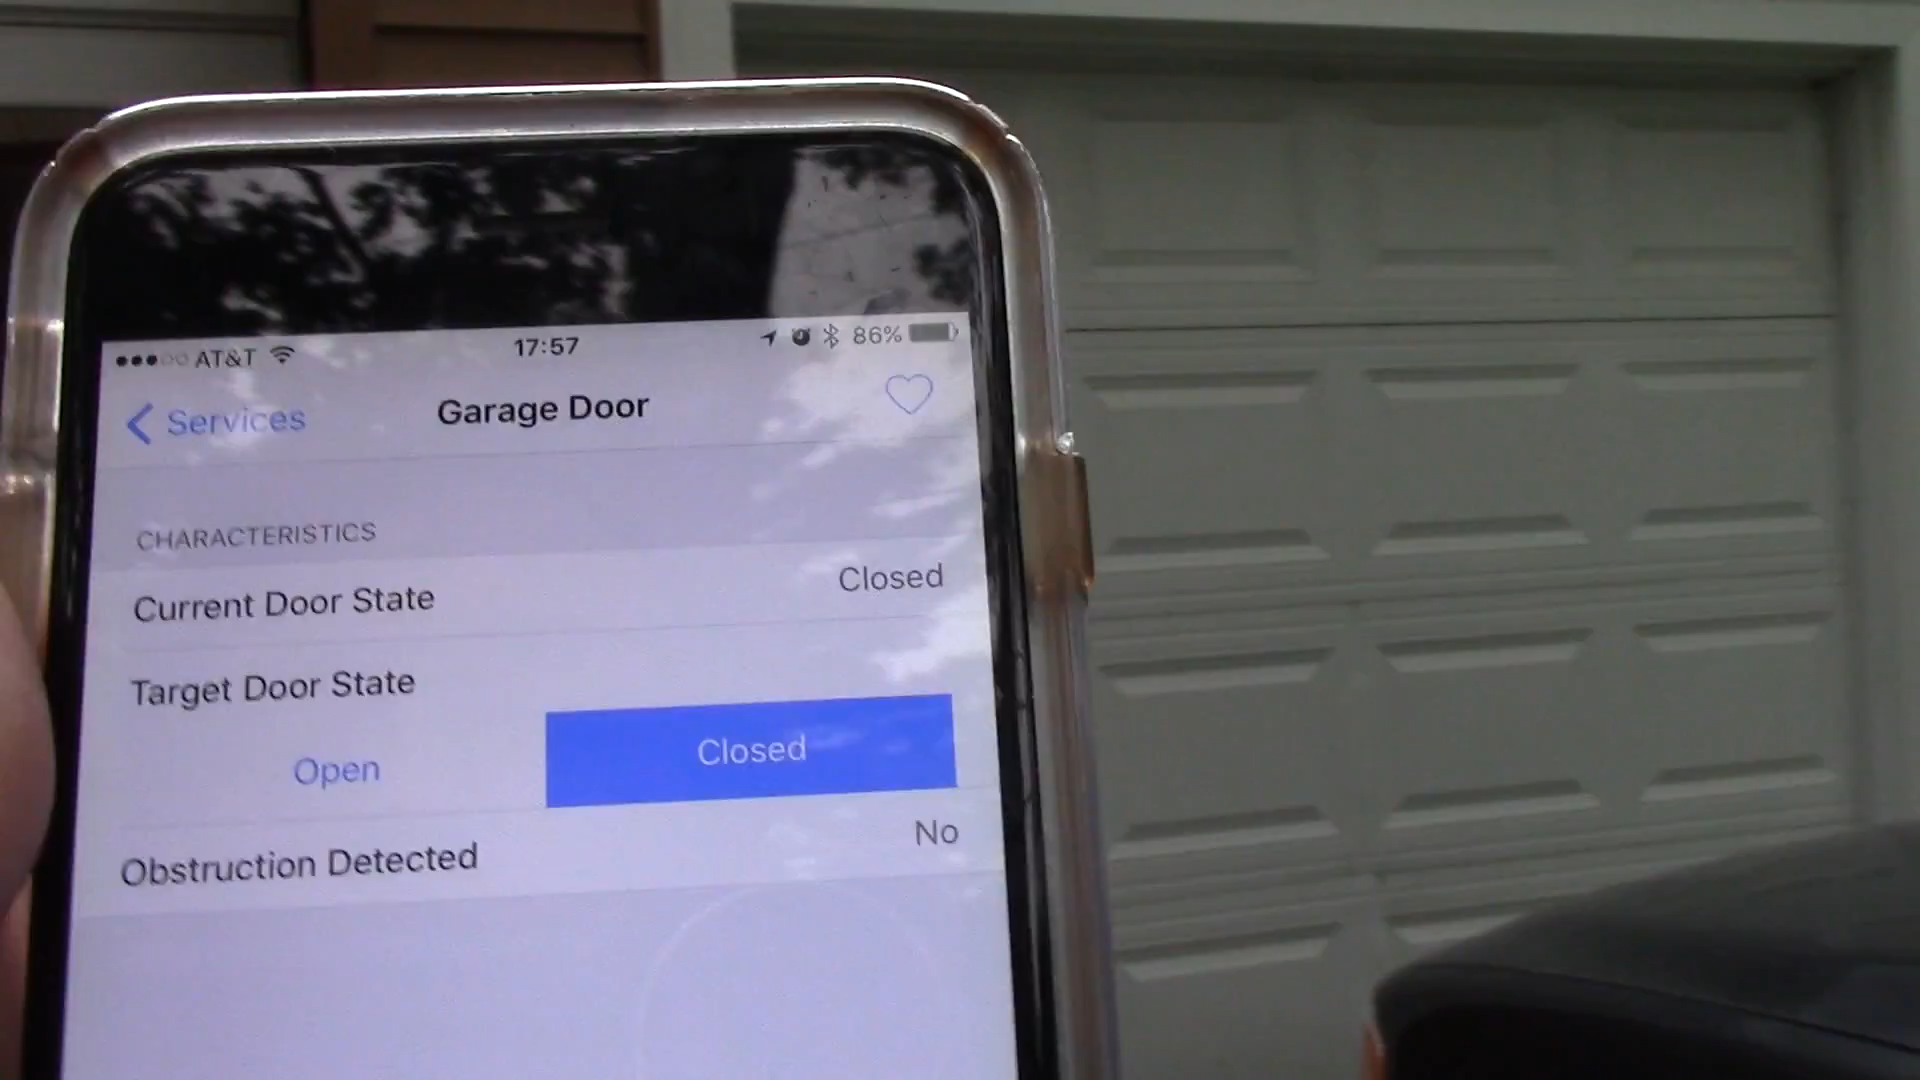 AT&T 17:57 86%
Services Garage Door
CHARACTERISTICS
Current Door State Closed
Target Door State
Open Closed
Obstruction Detected No